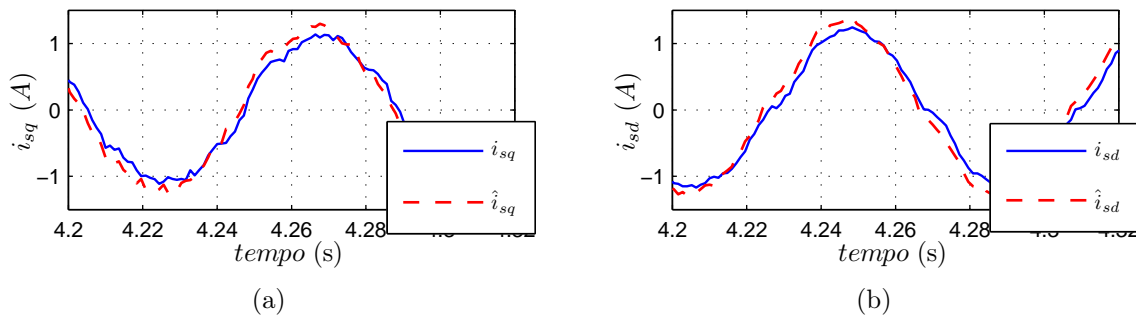 1
0
−1
4.2 4.22 4.24 4.26 4.28
i_sq (A)
tempo (s)
i_sq
î_sq
(a)
1
0
−1
4.2 4.22 4.24 4.26 4.28
i_sd (A)
tempo (s)
i_sd
î_sd
(b)